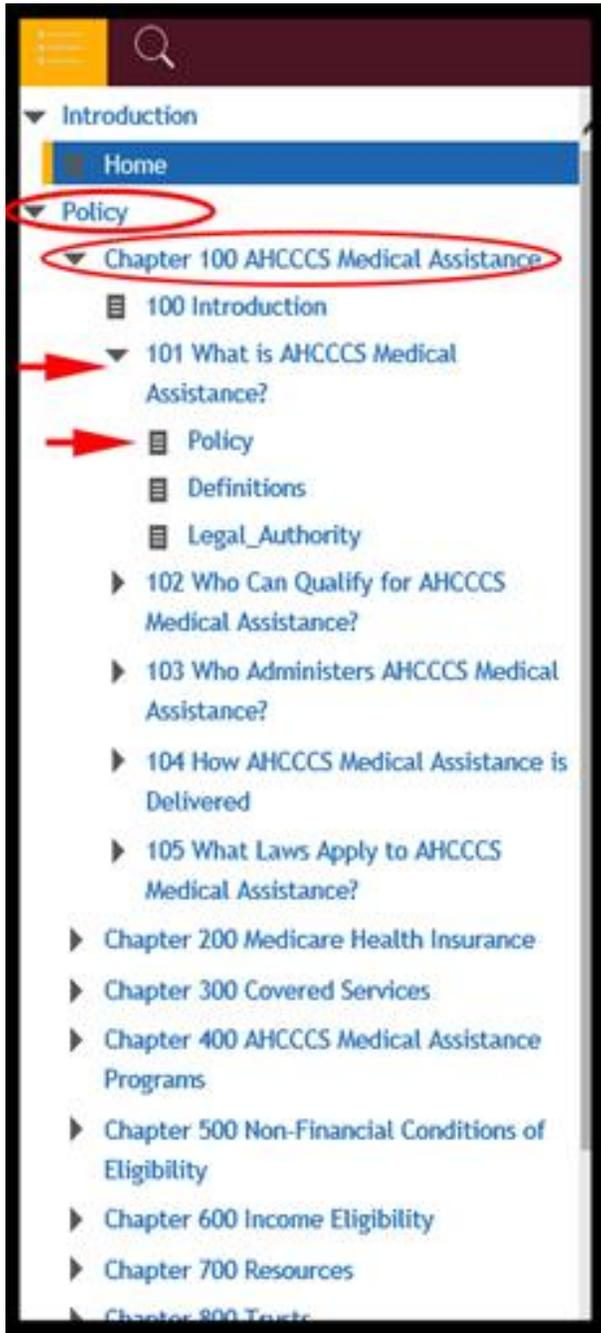 Introduction
Home
Policy
Chapter 100 AHCCCS Medical Assistance
100 Introduction
101 What is AHCCCS Medical
Assistance?
Policy
Definitions
Legal_Authority
102 Who Can Qualify for AHCCCS
Medical Assistance?
103 Who Administers AHCCCS Medical
Assistance?
104 How AHCCCS Medical Assistance is
Delivered
105 What Laws Apply to AHCCCS
Medical Assistance?
Chapter 200 Medicare Health Insurance
Chapter 300 Covered Services
Chapter 400 AHCCCS Medical Assistance
Programs
Chapter 500 Non-Financial Conditions of
Eligibility
Chapter 600 Income Eligibility
Chapter 700 Resources
Chapter 800 Trusts